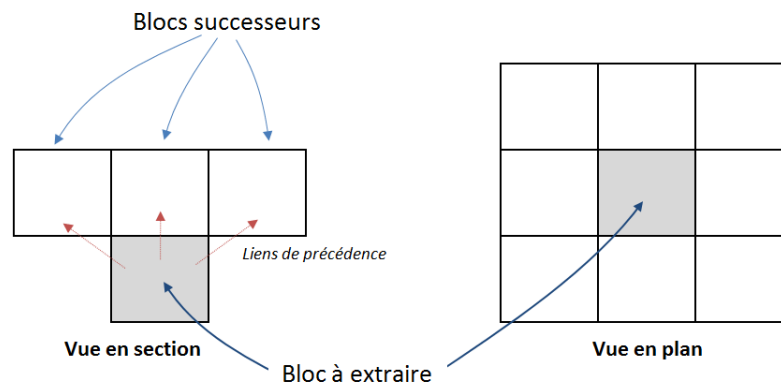 Blocs successeurs
Liens de précédence
Vue en section
Vue en plan
Bloc à extraire